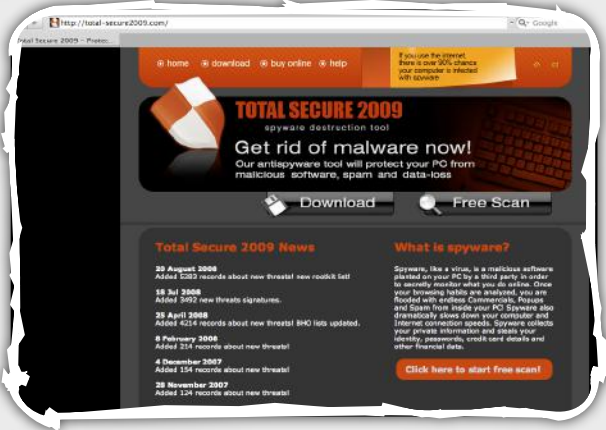 http://total-secure2009.com/
Google
Total Secure 2009 – Protec...
home download buy online help
If you use the internet,
there is over 90% chance
your computer is infected
with spyware
TOTAL SECURE 2009
spyware destruction tool
Get rid of malware now!
Our antispyware tool will protect your PC from
malicious software, spam and data-loss
Download Free Scan
Total Secure 2009 News
20 August 2008
Added 5383 records about new threats! new rootkit list!
18 Jul 2008
Added 3492 new threats signatures.
25 April 2008
Added 4214 records about new threats! BHO lists updated.
6 February 2008
Added 214 records about new threats!
4 December 2007
Added 154 records about new threats!
28 November 2007
Added 124 records about new threats!
What is spyware?
Spyware, like a virus, is a malicious software
planted on your PC by a third party in order
to secretly monitor what you do online. Once
your browsing habits are analyzed, you are
flooded with endless Commercials, Popups
and Spam from inside your PC! Spyware also
dramatically slows down your computer and
Internet connection speeds. Spyware collects
your private information and steals your
identity, passwords, credit card details and
other financial data.
Click here to start free scan!